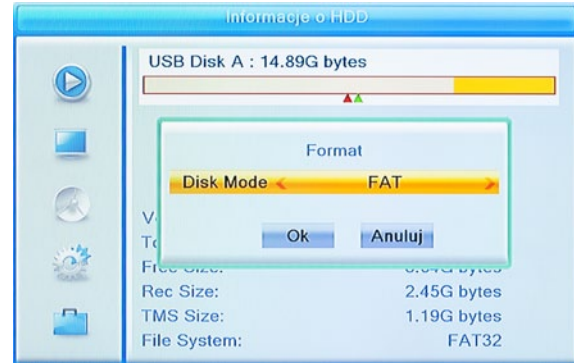 Informacje o HDD
USB Disk A : 14.89G bytes
Format
Disk Mode FAT
Ok Anuluj
Rec Size: 2.45G bytes
TMS Size: 1.19G bytes
File System: FAT32